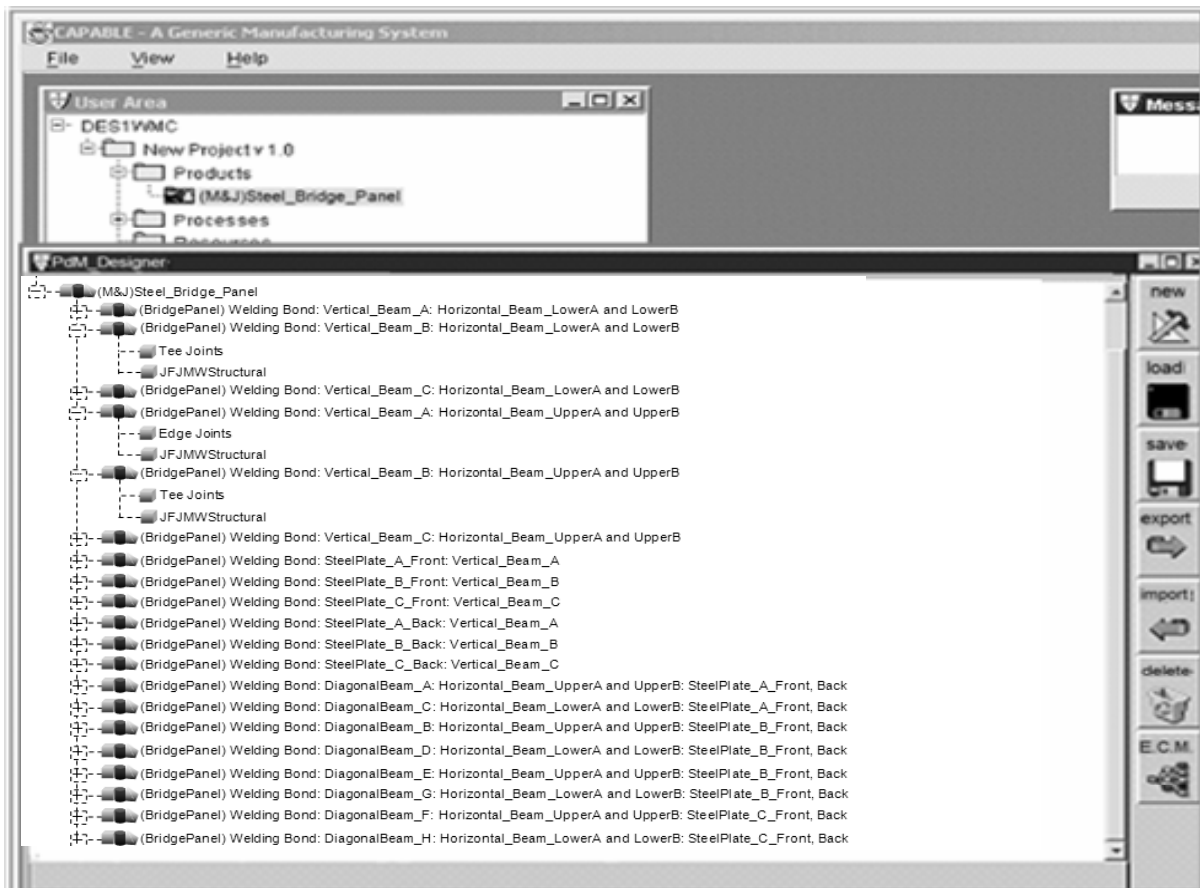 CAPABLE - A Generic Manufacturing System
File View Help
User Area
DES1WMC
New Project v 1.0
Products
(M&J)Steel_Bridge_Panel
Processes
Resources
Messa
PdM_Designer
(M&J)Steel_Bridge_Panel
(BridgePanel) Welding Bond: Vertical_Beam_A: Horizontal_Beam_LowerA and LowerB
(BridgePanel) Welding Bond: Vertical_Beam_B: Horizontal_Beam_LowerA and LowerB
Tee Joints
JFJMWStructural
(BridgePanel) Welding Bond: Vertical_Beam_C: Horizontal_Beam_LowerA and LowerB
(BridgePanel) Welding Bond: Vertical_Beam_A: Horizontal_Beam_UpperA and UpperB
Edge Joints
JFJMWStructural
(BridgePanel) Welding Bond: Vertical_Beam_B: Horizontal_Beam_UpperA and UpperB
Tee Joints
JFJMWStructural
(BridgePanel) Welding Bond: Vertical_Beam_C: Horizontal_Beam_UpperA and UpperB
(BridgePanel) Welding Bond: SteelPlate_A_Front: Vertical_Beam_A
(BridgePanel) Welding Bond: SteelPlate_B_Front: Vertical_Beam_B
(BridgePanel) Welding Bond: SteelPlate_C_Front: Vertical_Beam_C
(BridgePanel) Welding Bond: SteelPlate_A_Back: Vertical_Beam_A
(BridgePanel) Welding Bond: SteelPlate_B_Back: Vertical_Beam_B
(BridgePanel) Welding Bond: SteelPlate_C_Back: Vertical_Beam_C
(BridgePanel) Welding Bond: DiagonalBeam_A: Horizontal_Beam_UpperA and UpperB: SteelPlate_A_Front, Back
(BridgePanel) Welding Bond: DiagonalBeam_C: Horizontal_Beam_LowerA and LowerB: SteelPlate_A_Front, Back
(BridgePanel) Welding Bond: DiagonalBeam_B: Horizontal_Beam_UpperA and UpperB: SteelPlate_B_Front, Back
(BridgePanel) Welding Bond: DiagonalBeam_D: Horizontal_Beam_LowerA and LowerB: SteelPlate_B_Front, Back
(BridgePanel) Welding Bond: DiagonalBeam_E: Horizontal_Beam_UpperA and UpperB: SteelPlate_B_Front, Back
(BridgePanel) Welding Bond: DiagonalBeam_G: Horizontal_Beam_LowerA and LowerB: SteelPlate_B_Front, Back
(BridgePanel) Welding Bond: DiagonalBeam_F: Horizontal_Beam_UpperA and UpperB: SteelPlate_C_Front, Back
(BridgePanel) Welding Bond: DiagonalBeam_H: Horizontal_Beam_LowerA and LowerB: SteelPlate_C_Front, Back
new
load
save
export
import
delete
E.C.M.